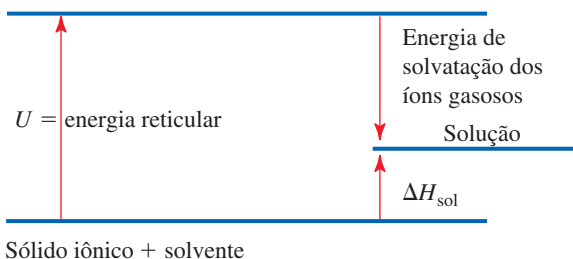 Energia de
solvatação dos
íons gasosos
U = energia reticular
Solução
ΔHsol
Sólido iônico + solvente